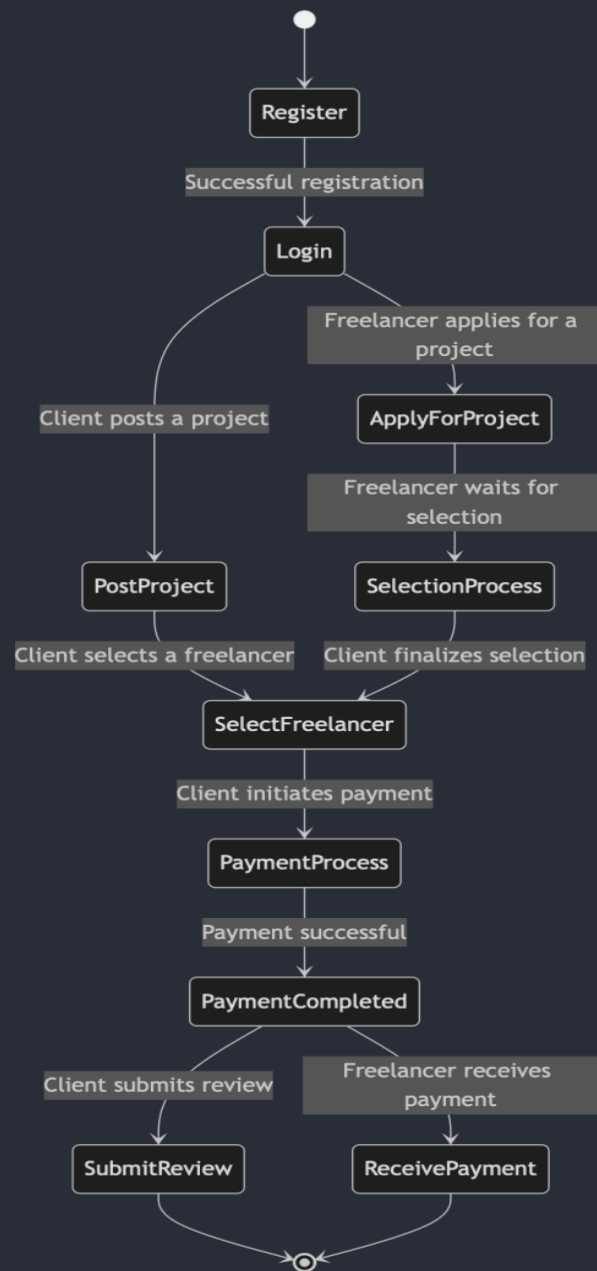 Register
Successful registration
Login
Freelancer applies for a
project
Client posts a project
ApplyForProject
Freelancer waits for
selection
PostProject
SelectionProcess
Client selects a freelancer
Client finalizes selection
SelectFreelancer
Client initiates payment
PaymentProcess
Payment successful
PaymentCompleted
Client submits review
Freelancer receives
payment
SubmitReview
ReceivePayment